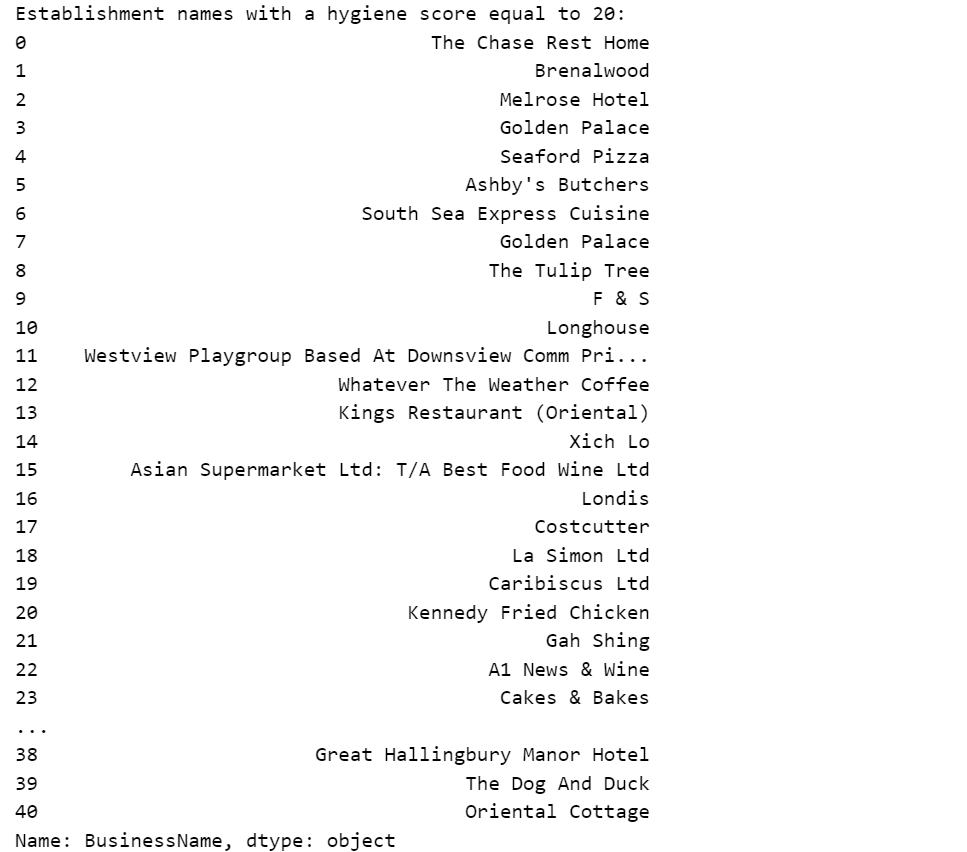 Establishment names with a hygiene score equal to 20:
0 The Chase Rest Home
1 Brenalwood
2 Melrose Hotel
3 Golden Palace
4 Seaford Pizza
5 Ashby's Butchers
6 South Sea Express Cuisine
7 Golden Palace
8 The Tulip Tree
9 F & S
10 Longhouse
11 Westview Playgroup Based At Downsview Comm Pri...
12 Whatever The Weather Coffee
13 Kings Restaurant (Oriental)
14 Xich Lo
15 Asian Supermarket Ltd: T/A Best Food Wine Ltd
16 Londis
17 Costcutter
18 La Simon Ltd
19 Caribiscus Ltd
20 Kennedy Fried Chicken
21 Gah Shing
22 A1 News & Wine
23 Cakes & Bakes
...
38 Great Hallingbury Manor Hotel
39 The Dog And Duck
40 Oriental Cottage
Name: BusinessName, dtype: object